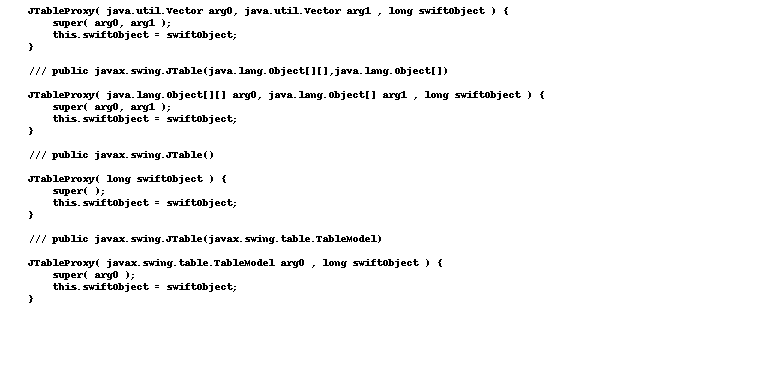 JTableProxy( java.util.Vector arg0, java.util.Vector arg1 , long swiftObject ) {
super( arg0, arg1 );
this.swiftObject = swiftObject;
}
/// public javax.swing.JTable(java.lang.Object[][],java.lang.Object[])
JTableProxy( java.lang.Object[][] arg0, java.lang.Object[] arg1 , long swiftObject ) {
super( arg0, arg1 );
this.swiftObject = swiftObject;
}
/// public javax.swing.JTable()
JTableProxy( long swiftObject ) {
super( );
this.swiftObject = swiftObject;
}
/// public javax.swing.JTable(javax.swing.table.TableModel)
JTableProxy( javax.swing.table.TableModel arg0 , long swiftObject ) {
super( arg0 );
this.swiftObject = swiftObject;
}